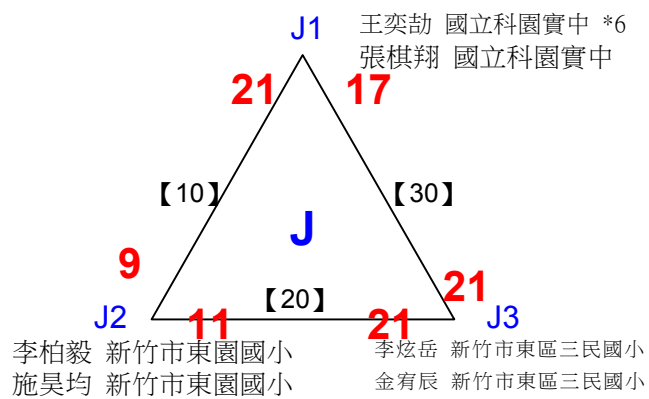 J1
王奕劼 國立科園實中 *6
張棋翔 國立科園實中
21
17
【10】
【30】
J
9
21
【20】
J2
11
21
J3
李柏毅 新竹市東園國小
施昊均 新竹市東園國小
李炫岳 新竹市東區三民國小
金宥辰 新竹市東區三民國小